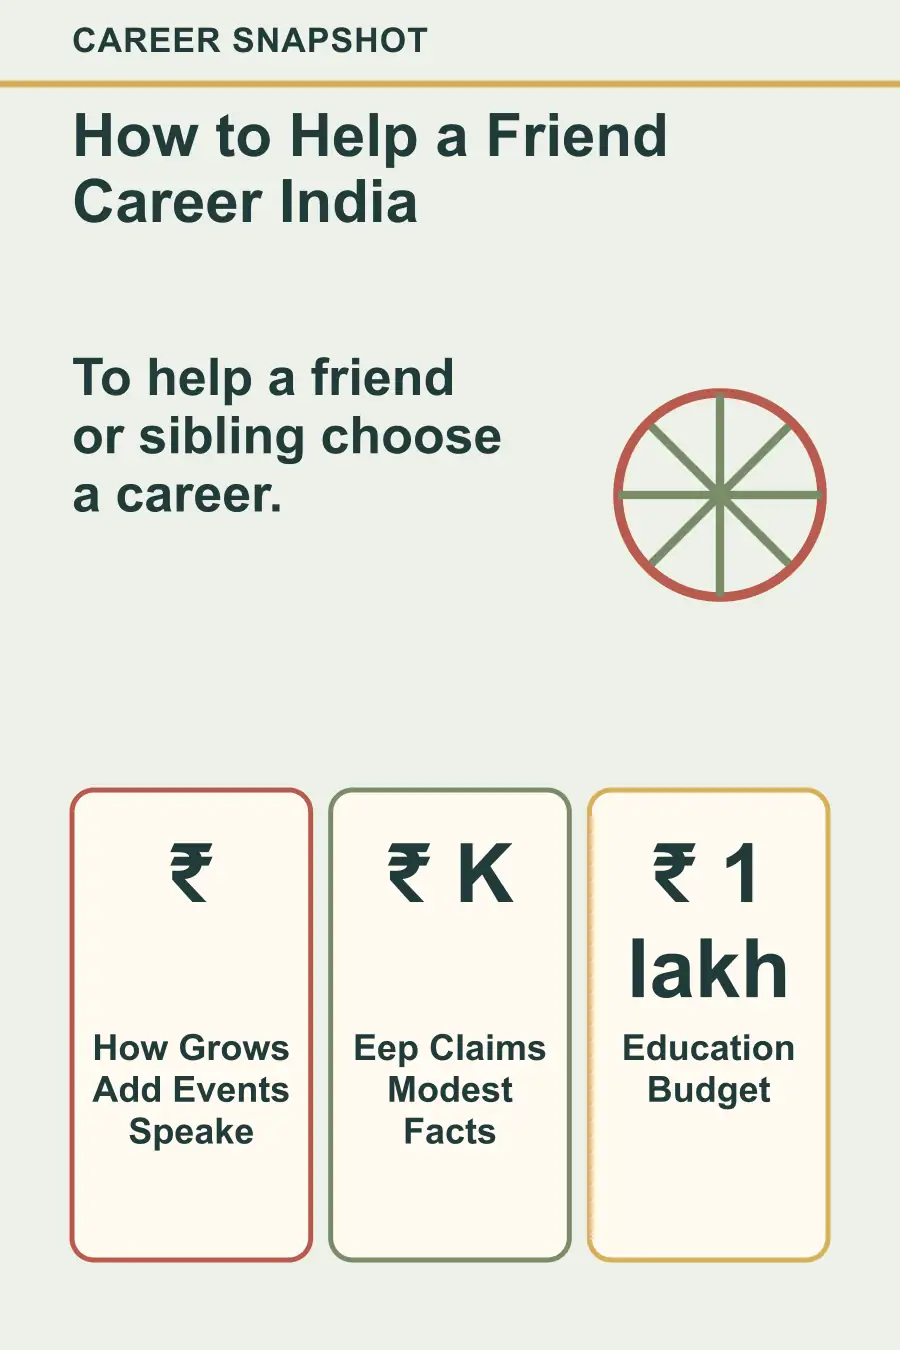 CAREER SNAPSHOT
How to Help a Friend
Career India
To help a friend
or sibling choose
a career.
₹
How Grows
Add Events
Speake
₹ K
Eep Claims
Modest
Facts
₹ 1
lakh
Education
Budget